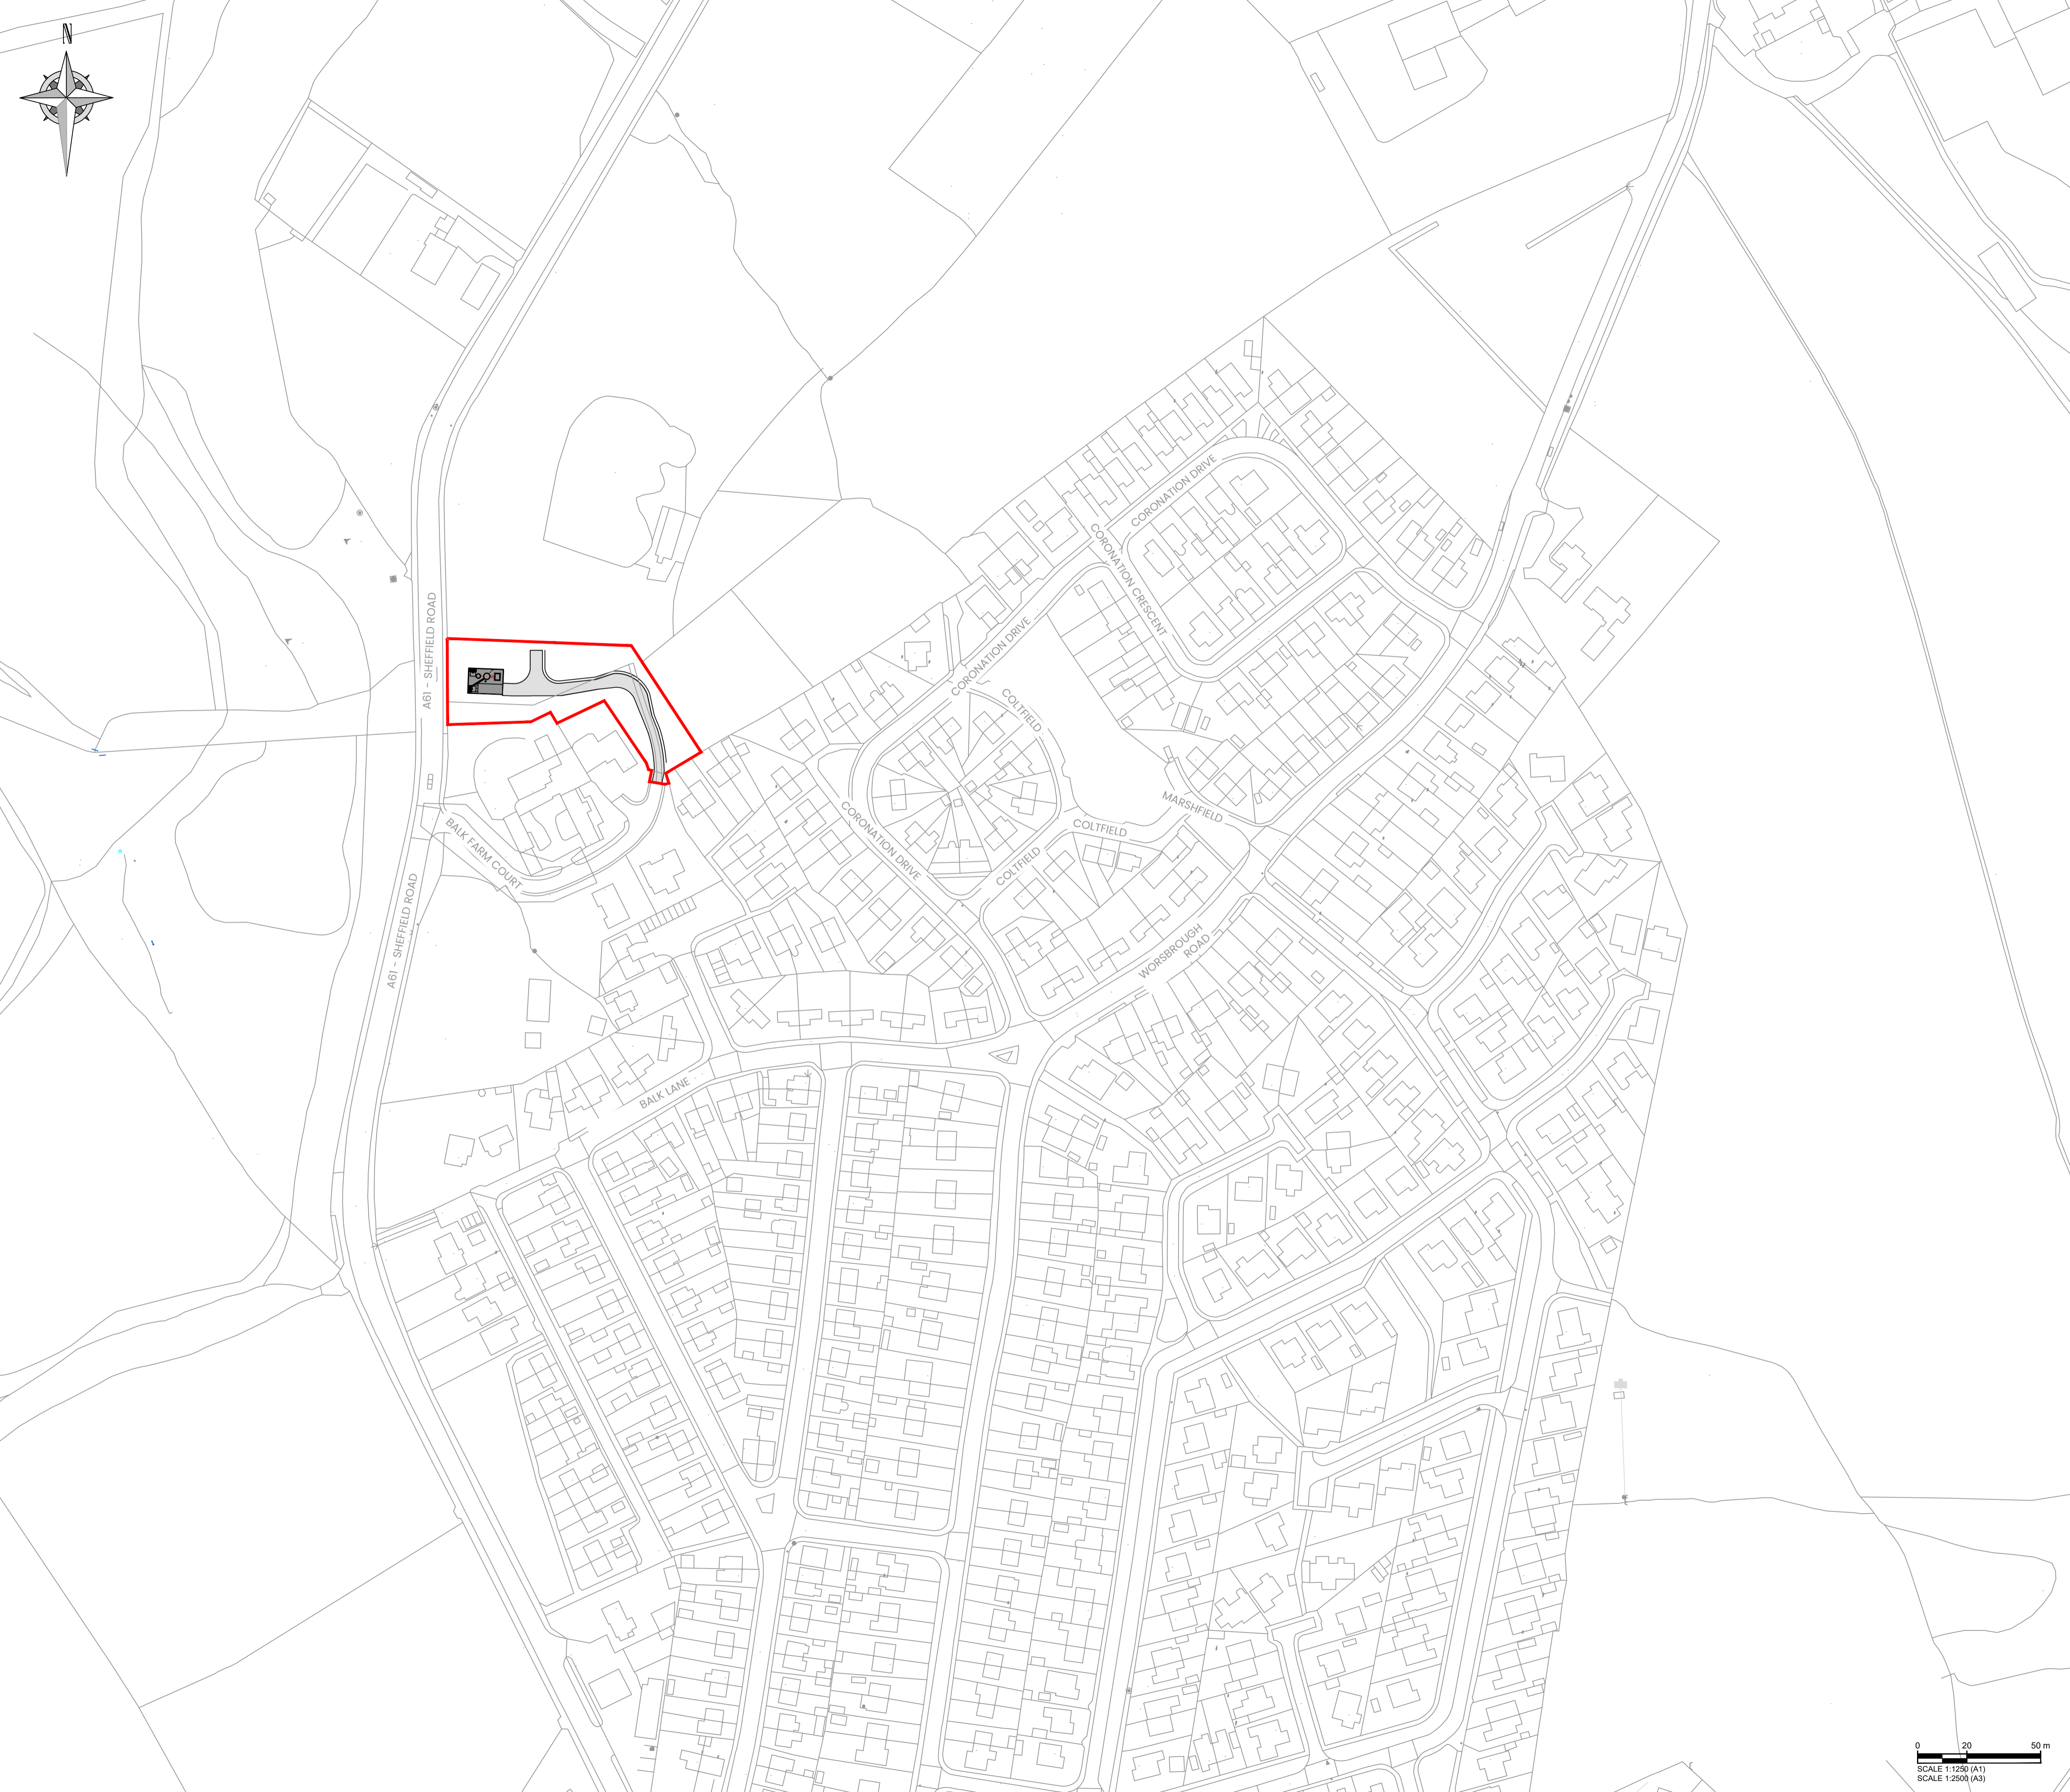 N
CORONATION DRIVE
CORONATION CRESCENT
A61 - SHEFFIELD ROAD
CORONATION DRIVE
COLTFIELD
MARSHFIELD
CORONATION DRIVE
COLTFIELD
BALK FARM COURT
COLTFIELD
A61 - SHEFFIELD ROAD
WORSBROUGH
ROAD
BALK LANE
0 20 50 m
SCALE 1:1250 (A1)
SCALE 1:2500 (A3)